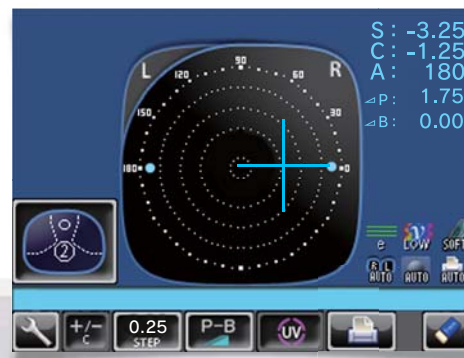 S : -3.25
C : -1.25
A : 180
⊿P : 1.75
⊿B : 0.00
L
R
120
90
60
150
30
180
0
2
e
LOW
SOFT
R L
AUTO
AUTO
AUTO
+/-
C
0.25
STEP
P-B
UV